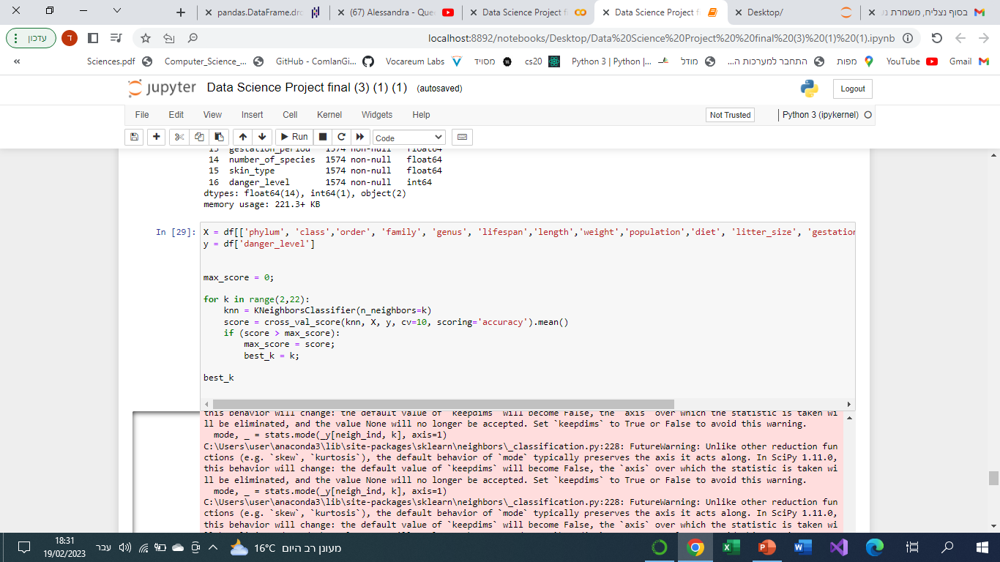 pandas.DataFrame.dro
(67) Alessandra - Que
Data Science Project f
Data Science Project f
Desktop/
בסוף נצליח, משמרת
עדכון
ד
localhost:8892/notebooks/Desktop/Data%20Science%20Project%20%20final%20(3)%20(1)%20(1).ipynb
«
Sciences.pdf
Computer_Science_...
GitHub - ComlanGi...
Vocareum Labs
מסויד
cs20
Python 3 | Python |...
מודל
התחבר למערכות ה...
מפות
YouTube
Gmail
jupyter Data Science Project final (3) (1) (1) (autosaved)
Logout
File Edit View Insert Cell Kernel Widgets Help
Not Trusted
Python 3 (ipykernel)
Run
Code
13 gestation_period 1574 non-null float64
14 number_of_species 1574 non-null float64
15 skin_type 1574 non-null float64
16 danger_level 1574 non-null int64
dtypes: float64(14), int64(1), object(2)
memory usage: 221.3+ KB
In [29]:
X = df[['phylum', 'class','order', 'family', 'genus', 'lifespan','length','weight','population','diet', 'litter_size', 'gestation
y = df['danger_level']
max_score = 0;
for k in range(2,22):
knn = KNeighborsClassifier(n_neighbors=k)
score = cross_val_score(knn, X, y, cv=10, scoring='accuracy').mean()
if (score > max_score):
max_score = score;
best_k = k;
best_k
this behavior will change: the default value of `keepdims` will become False, the `axis` over which the statistic is taken wi
ll be eliminated, and the value None will no longer be accepted. Set `keepdims` to True or False to avoid this warning.
mode, _ = stats.mode(_y[neigh_ind, k], axis=1)
C:\Users\user\anaconda3\lib\site-packages\sklearn\neighbors\_classification.py:228: FutureWarning: Unlike other reduction fun
ctions (e.g. `skew`, `kurtosis`), the default behavior of `mode` typically preserves the axis it acts along. In SciPy 1.11.0,
this behavior will change: the default value of `keepdims` will become False, the `axis` over which the statistic is taken wi
ll be eliminated, and the value None will no longer be accepted. Set `keepdims` to True or False to avoid this warning.
mode, _ = stats.mode(_y[neigh_ind, k], axis=1)
C:\Users\user\anaconda3\lib\site-packages\sklearn\neighbors\_classification.py:228: FutureWarning: Unlike other reduction fun
ctions (e.g. `skew`, `kurtosis`), the default behavior of `mode` typically preserves the axis it acts along. In SciPy 1.11.0,
this behavior will change: the default value of `keepdims` will become False, the `axis` over which the statistic is taken wi
18:31
19/02/2023
עבר
16°C מעונן רב היום